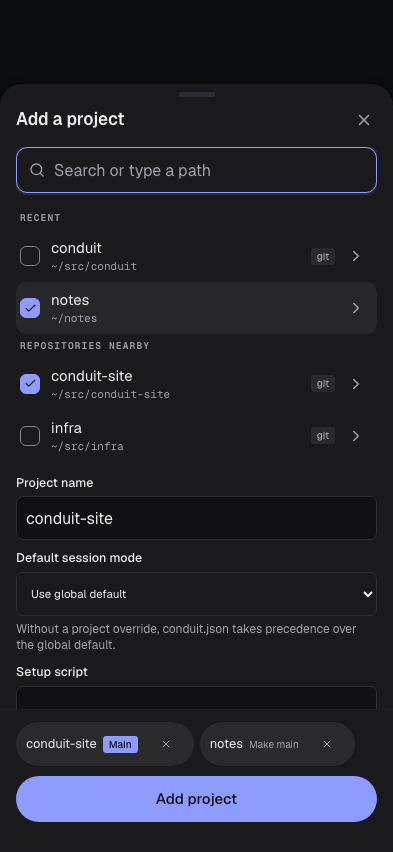 Add a project
Search or type a path
RECENT
conduit
git
~/src/conduit
notes
~/notes
REPOSITORIES NEARBY
conduit-site
git
~/src/conduit-site
infra
git
~/src/infra
Project name
conduit-site
Default session mode
Use global default
Without a project override, conduit.json takes precedence over
the global default.
Setup script
conduit-site Main
notes Make main
Add project